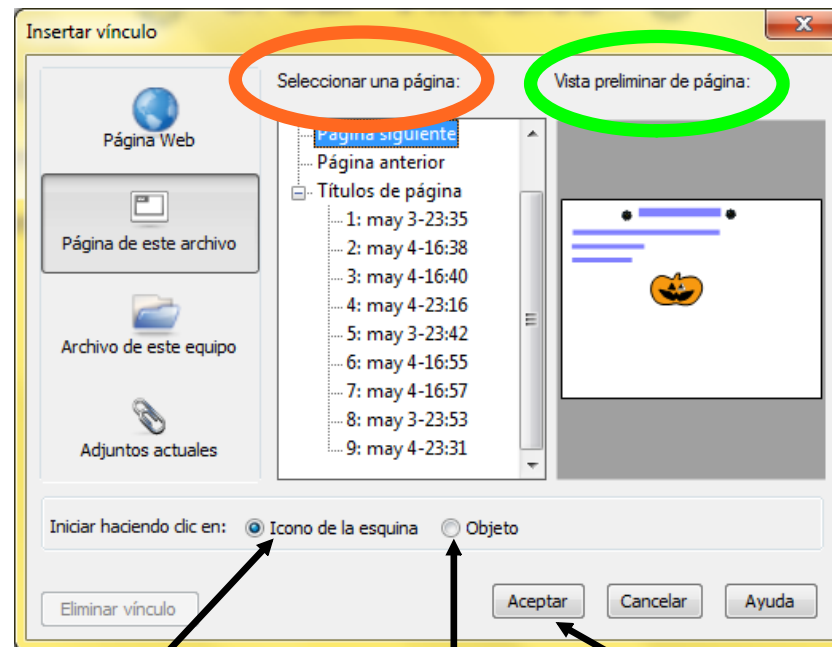 Insertar vínculo
X
Seleccionar una página:
Vista preliminar de página:
Página Web
Página de este archivo
Archivo de este equipo
Adjuntos actuales
Página siguiente
Página anterior
Títulos de página
1: may 3-23:35
2: may 4-16:38
3: may 4-16:40
4: may 4-23:16
5: may 3-23:42
6: may 4-16:55
7: may 4-16:57
8: may 3-23:53
9: may 4-23:31
Iniciar haciendo clic en:
Icono de la esquina
Objeto
Eliminar vínculo
Aceptar
Cancelar
Ayuda